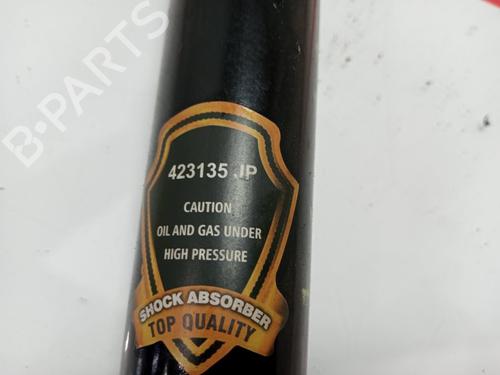 B-PARTS
423135 JP
CAUTION
OIL AND GAS UNDER
HIGH PRESSURE
SHOCK ABSORBER
TOP QUALITY